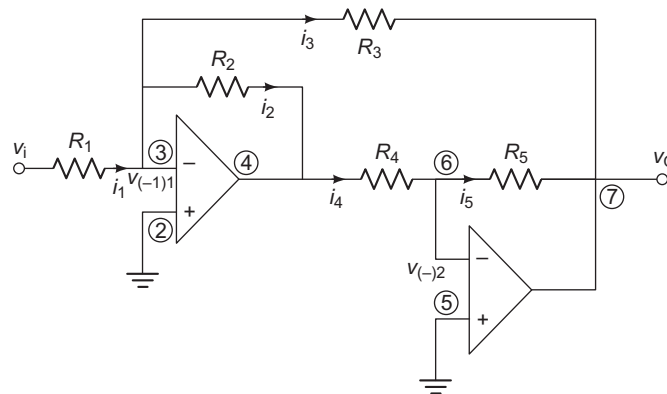 i3
R3
R2
i2
vi
R1
i1
③
v(−1)1
−
②
+
④
i4
R4
⑥
i5
R5
⑦
vo
v(−)2
−
⑤
+